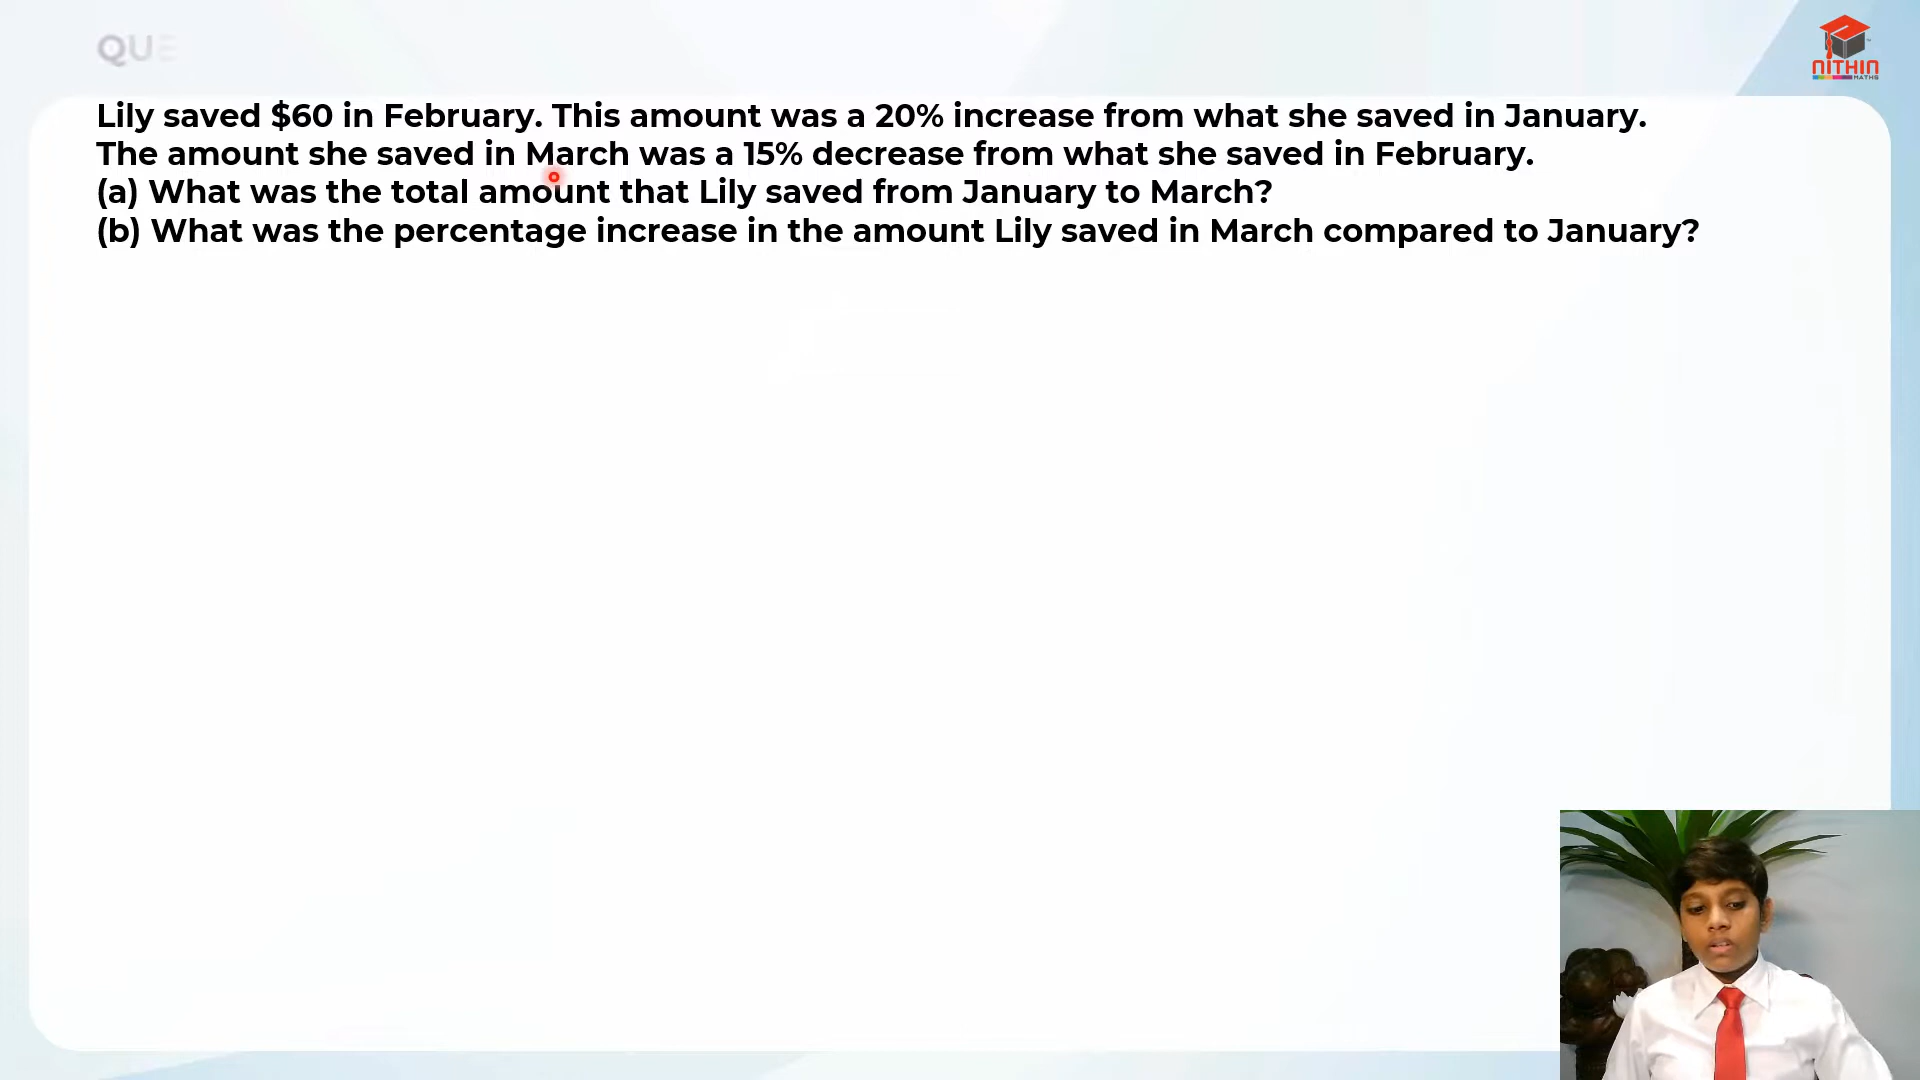 QUE
NITHIN
MATHS
Lily saved $60 in February. This amount was a 20% increase from what she saved in January.
The amount she saved in March was a 15% decrease from what she saved in February.
(a) What was the total amount that Lily saved from January to March?
(b) What was the percentage increase in the amount Lily saved in March compared to January?